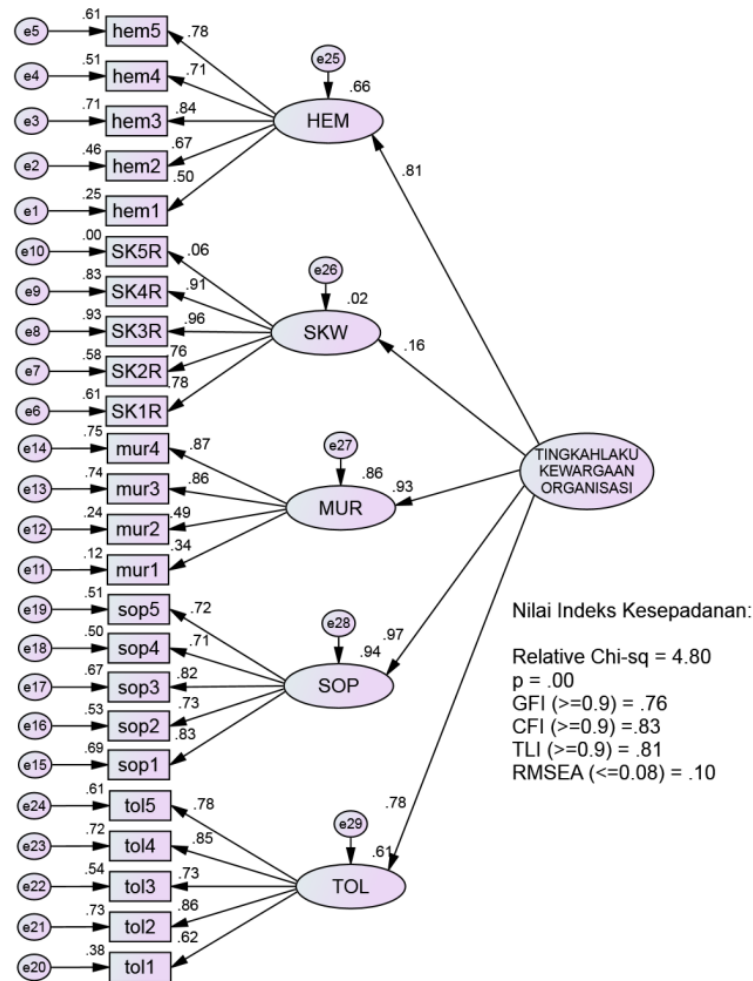 e5 .61 hem5 .78
e4 .51 hem4 .71
e3 .71 hem3 .84
e2 .46 hem2 .67
e1 .25 hem1 .50
e25
.66
HEM
.81
e10 .00 SK5R .06
e9 .83 SK4R .91
e8 .93 SK3R .96
e7 .58 SK2R .76
e6 .61 SK1R .78
e26
.02
SKW
.16
e14 .75 mur4 .87
e13 .74 mur3 .86
e12 .24 mur2 .49
e11 .12 mur1 .34
e27
.86
MUR
.93
TINGKAHLAKU
KEWARGAAN
ORGANISASI
e19 .51 sop5 .72
e18 .50 sop4 .71
e17 .67 sop3 .82
e16 .53 sop2 .73
e15 .69 sop1 .83
e28
.94
SOP
.97
e24 .61 tol5 .78
e23 .72 tol4 .85
e22 .54 tol3 .73
e21 .73 tol2 .86
e20 .38 tol1 .62
e29
.61
TOL
.78
Nilai Indeks Kesepadanan:
Relative Chi-sq = 4.80
p = .00
GFI (>=0.9) = .76
CFI (>=0.9) =.83
TLI (>=0.9) = .81
RMSEA (<=0.08) = .10